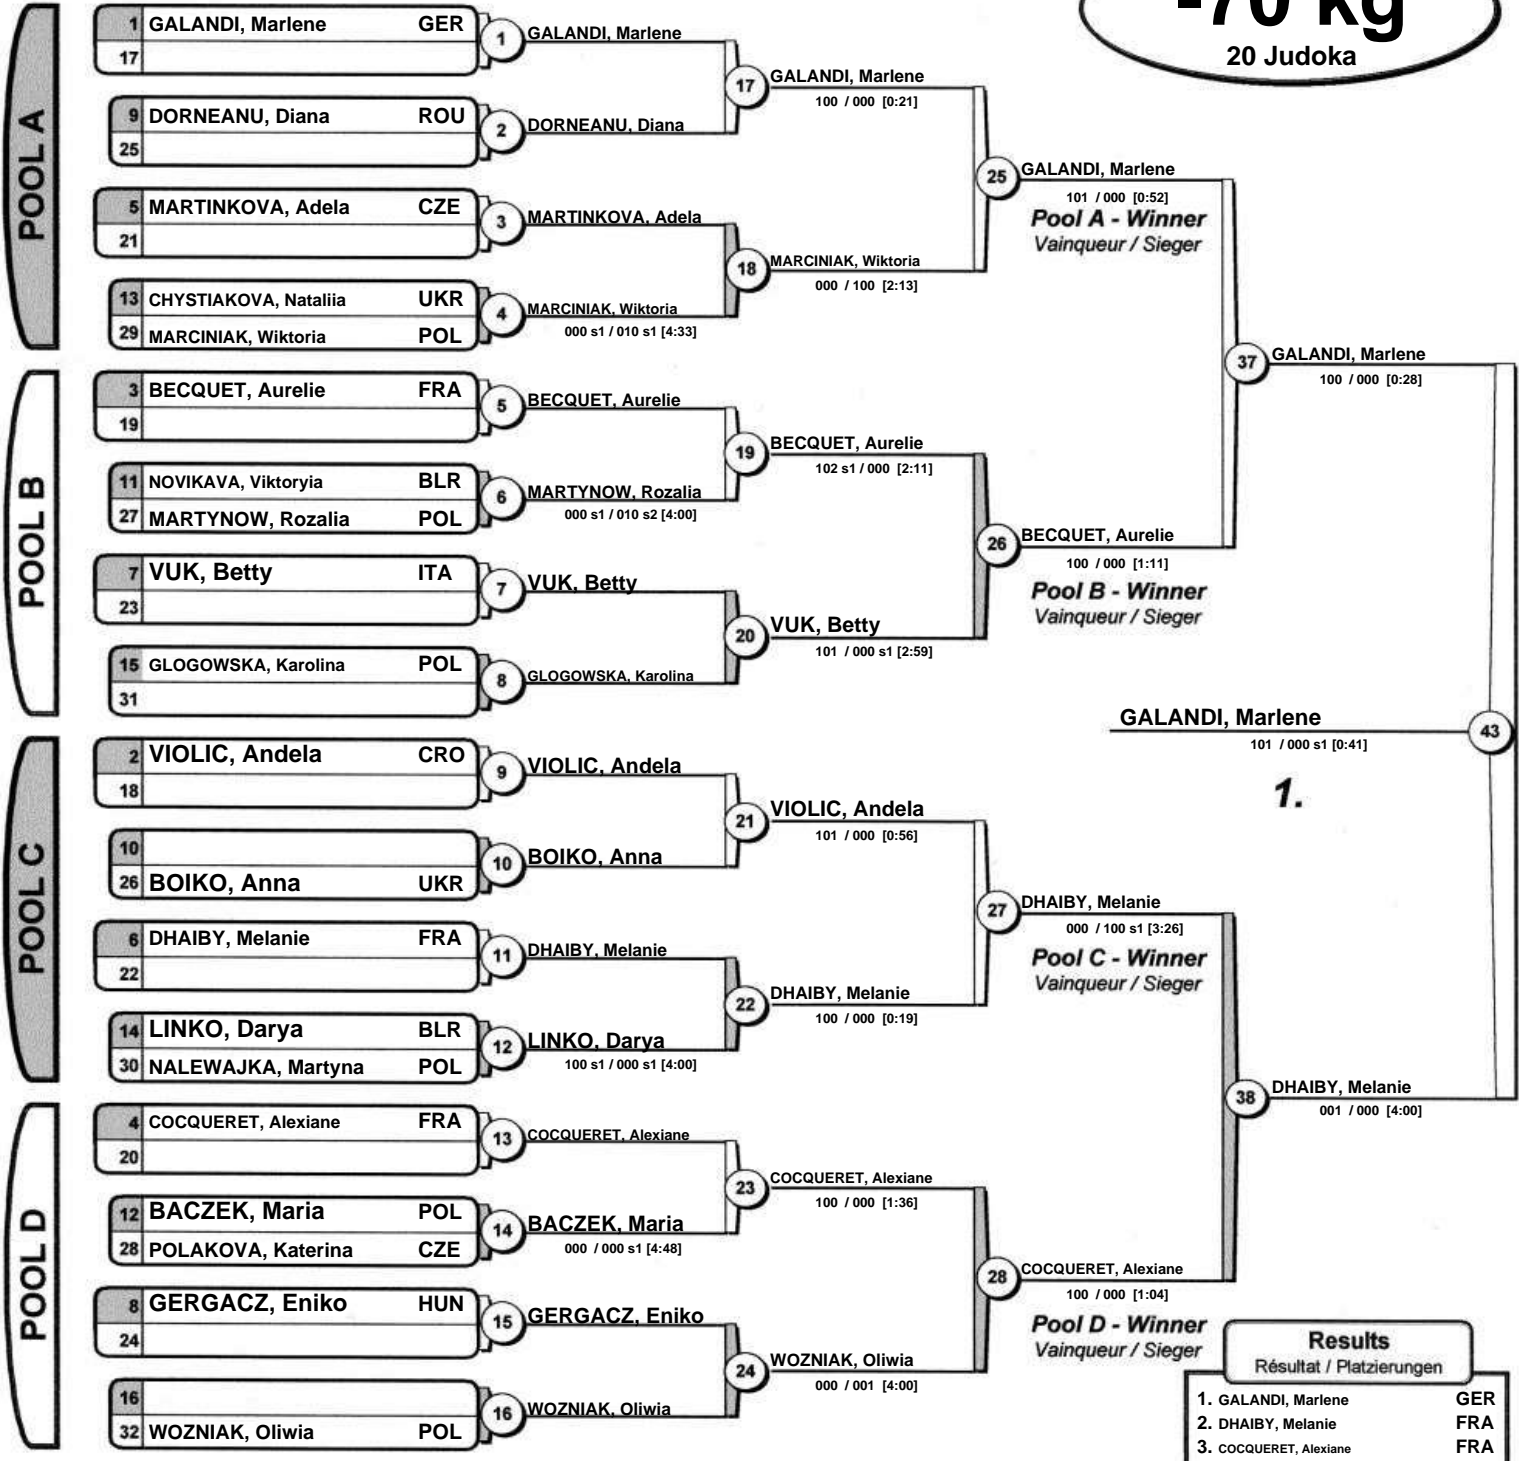 -70 kg
20 Judoka
POOL A
1 GALANDI, Marlene GER
17
1 GALANDI, Marlene
9 DORNEANU, Diana ROU
25
2 DORNEANU, Diana
17 GALANDI, Marlene
100 / 000 [0:21]
5 MARTINKOVA, Adela CZE
21
3 MARTINKOVA, Adela
13 CHYSTIAKOVA, Nataliia UKR
29 MARCINIAK, Wiktoria POL
4 MARCINIAK, Wiktoria
000 s1 / 010 s1 [4:33]
18 MARCINIAK, Wiktoria
000 / 100 [2:13]
25 GALANDI, Marlene
101 / 000 [0:52]
Pool A - Winner
Vainqueur / Sieger
POOL B
3 BECQUET, Aurelie FRA
19
5 BECQUET, Aurelie
11 NOVIKAVA, Viktoryia BLR
27 MARTYNOW, Rozalia POL
6 MARTYNOW, Rozalia
000 s1 / 010 s2 [4:00]
19 BECQUET, Aurelie
102 s1 / 000 [2:11]
7 VUK, Betty ITA
23
7 VUK, Betty
15 GLOGOWSKA, Karolina POL
31
8 GLOGOWSKA, Karolina
20 VUK, Betty
101 / 000 s1 [2:59]
26 BECQUET, Aurelie
100 / 000 [1:11]
Pool B - Winner
Vainqueur / Sieger
37 GALANDI, Marlene
100 / 000 [0:28]
POOL C
2 VIOLIC, Andela CRO
18
9 VIOLIC, Andela
10
26 BOIKO, Anna UKR
10 BOIKO, Anna
21 VIOLIC, Andela
101 / 000 [0:56]
6 DHAIBY, Melanie FRA
22
11 DHAIBY, Melanie
14 LINKO, Darya BLR
30 NALEWAJKA, Martyna POL
12 LINKO, Darya
100 s1 / 000 s1 [4:00]
22 DHAIBY, Melanie
100 / 000 [0:19]
27 DHAIBY, Melanie
000 / 100 s1 [3:26]
Pool C - Winner
Vainqueur / Sieger
POOL D
4 COCQUERET, Alexiane FRA
20
13 COCQUERET, Alexiane
12 BACZEK, Maria POL
28 POLAKOVA, Katerina CZE
14 BACZEK, Maria
000 / 000 s1 [4:48]
23 COCQUERET, Alexiane
100 / 000 [1:36]
8 GERGACZ, Eniko HUN
24
15 GERGACZ, Eniko
16
32 WOZNIAK, Oliwia POL
16 WOZNIAK, Oliwia
24 WOZNIAK, Oliwia
000 / 001 [4:00]
28 COCQUERET, Alexiane
100 / 000 [1:04]
Pool D - Winner
Vainqueur / Sieger
38 DHAIBY, Melanie
001 / 000 [4:00]
GALANDI, Marlene 43
101 / 000 s1 [0:41]
1.
Results
Résultat / Platzierungen
1. GALANDI, Marlene GER
2. DHAIBY, Melanie FRA
3. COCQUERET, Alexiane FRA